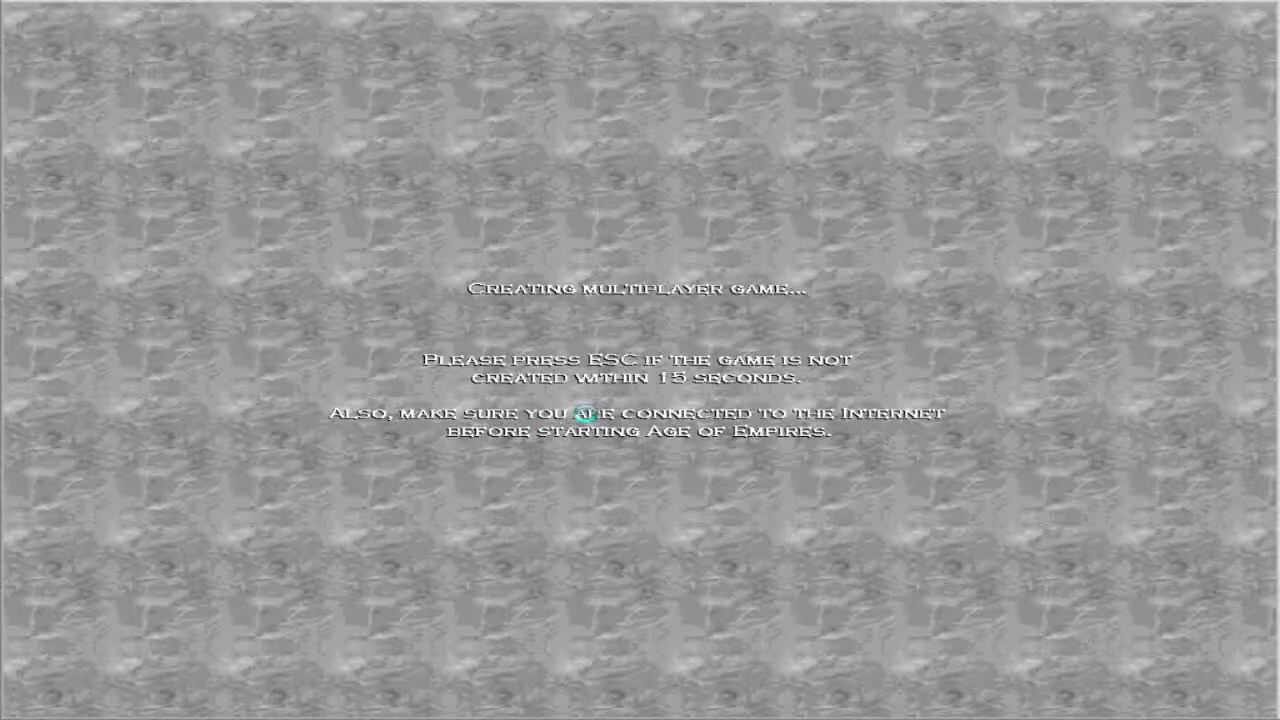 Creating multiplayer game...
Please press ESC if the game is not
created within 15 seconds.
Also, make sure you are connected to the Internet
before starting Age of Empires.